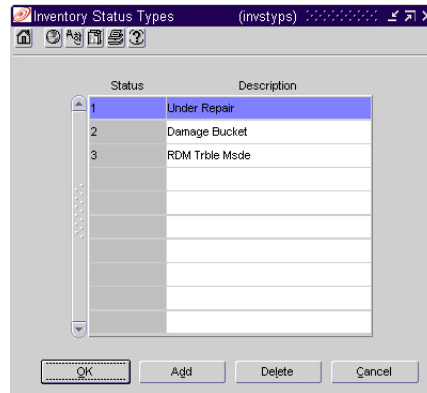 Inventory Status Types (invstyps)
Status Description
1 Under Repair
2 Damage Bucket
3 RDM Trble Msde
OK Add Delete Cancel